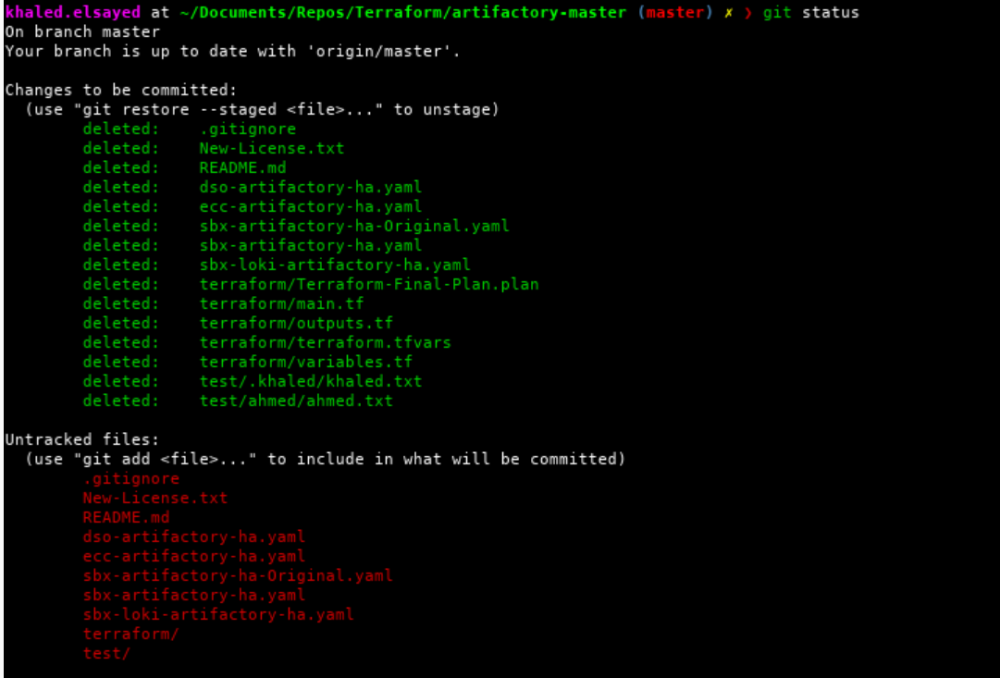 khaled.elsayed at ~/Documents/Repos/Terraform/artifactory-master (master) ✗ ❯ git status
On branch master
Your branch is up to date with 'origin/master'.
Changes to be committed:
(use "git restore --staged <file>..." to unstage)
deleted: .gitignore
deleted: New-License.txt
deleted: README.md
deleted: dso-artifactory-ha.yaml
deleted: ecc-artifactory-ha.yaml
deleted: sbx-artifactory-ha-Original.yaml
deleted: sbx-artifactory-ha.yaml
deleted: sbx-loki-artifactory-ha.yaml
deleted: terraform/Terraform-Final-Plan.plan
deleted: terraform/main.tf
deleted: terraform/outputs.tf
deleted: terraform/terraform.tfvars
deleted: terraform/variables.tf
deleted: test/.khaled/khaled.txt
deleted: test/ahmed/ahmed.txt
Untracked files:
(use "git add <file>..." to include in what will be committed)
.gitignore
New-License.txt
README.md
dso-artifactory-ha.yaml
ecc-artifactory-ha.yaml
sbx-artifactory-ha-Original.yaml
sbx-artifactory-ha.yaml
sbx-loki-artifactory-ha.yaml
terraform/
test/